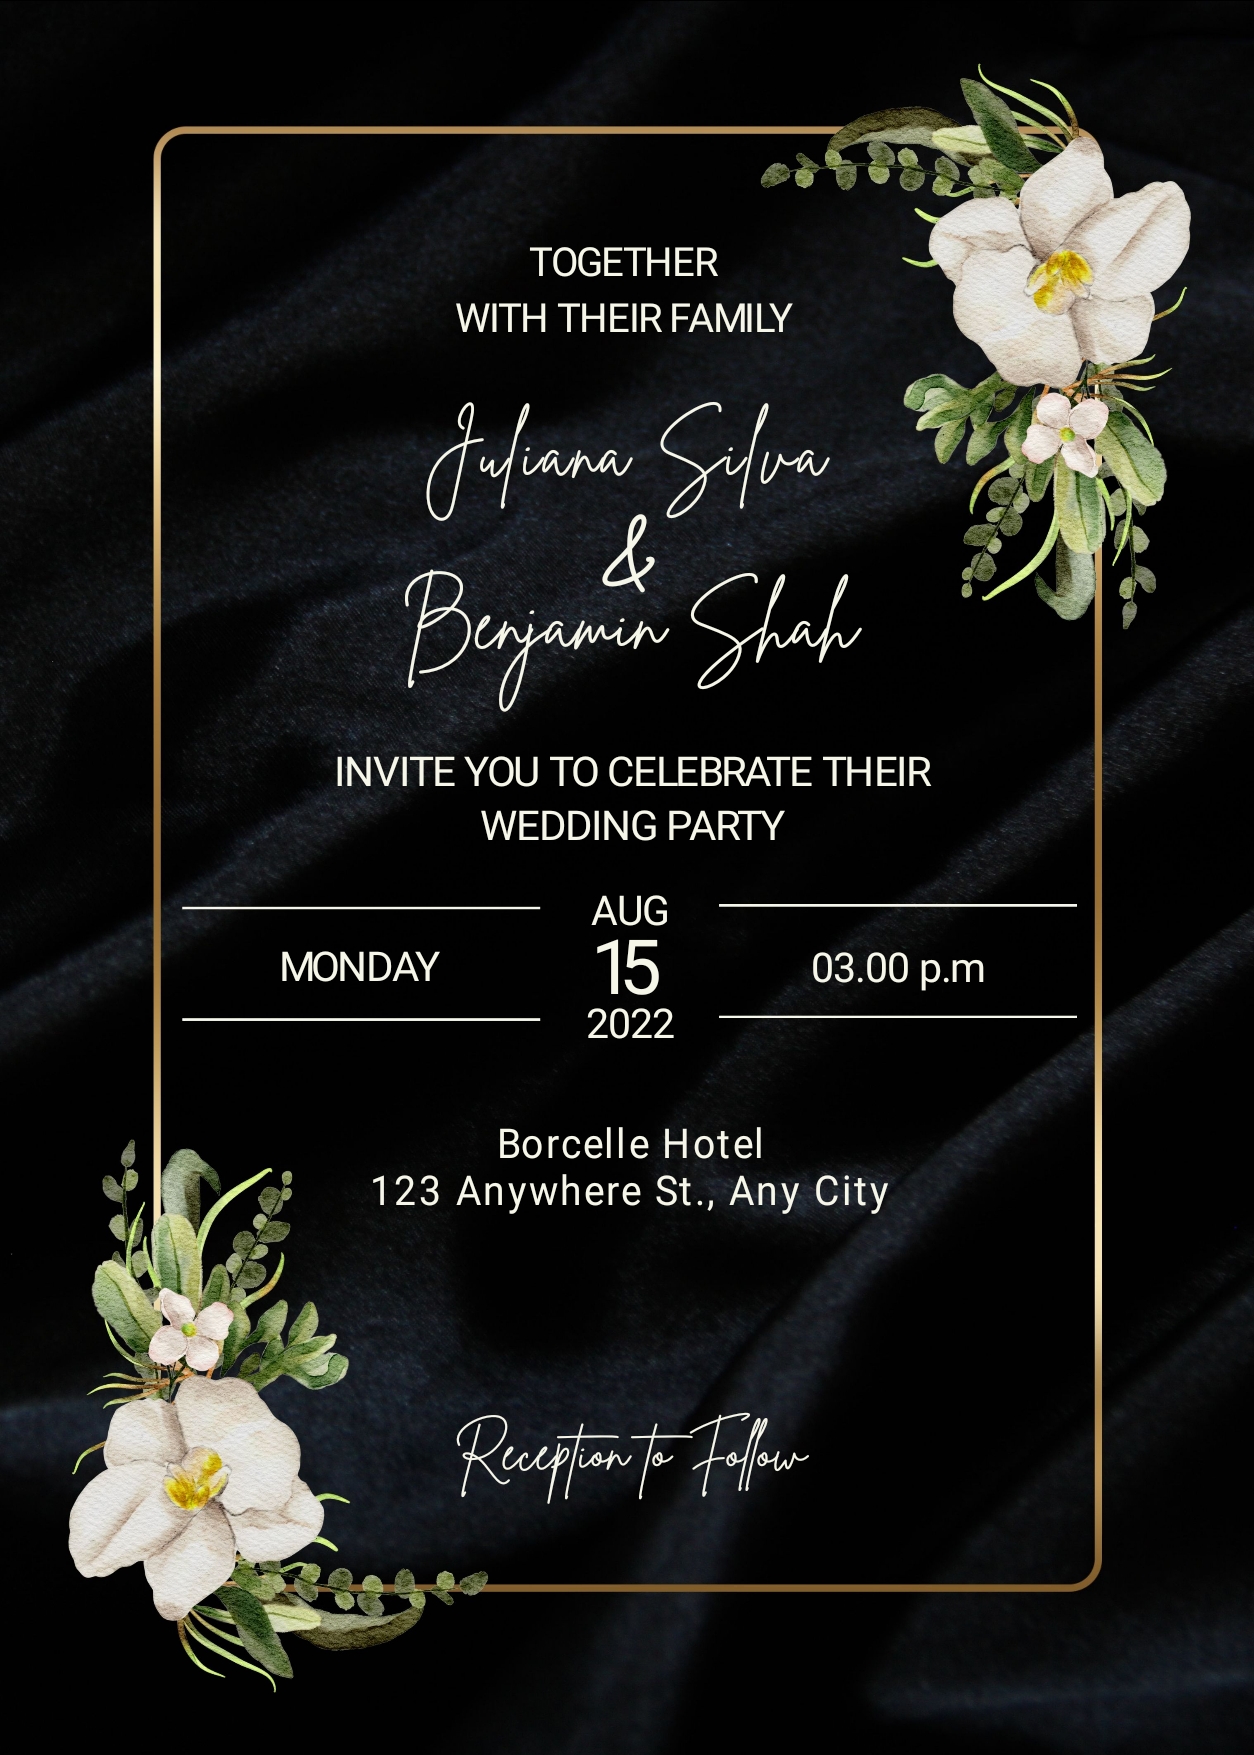 TOGETHER
WITH THEIR FAMILY
Juliana Silva
&
Benjamin Shah
INVITE YOU TO CELEBRATE THEIR
WEDDING PARTY
AUG
MONDAY
15
03.00 p.m
2022
Borcelle Hotel
123 Anywhere St., Any City
Reception to Follow